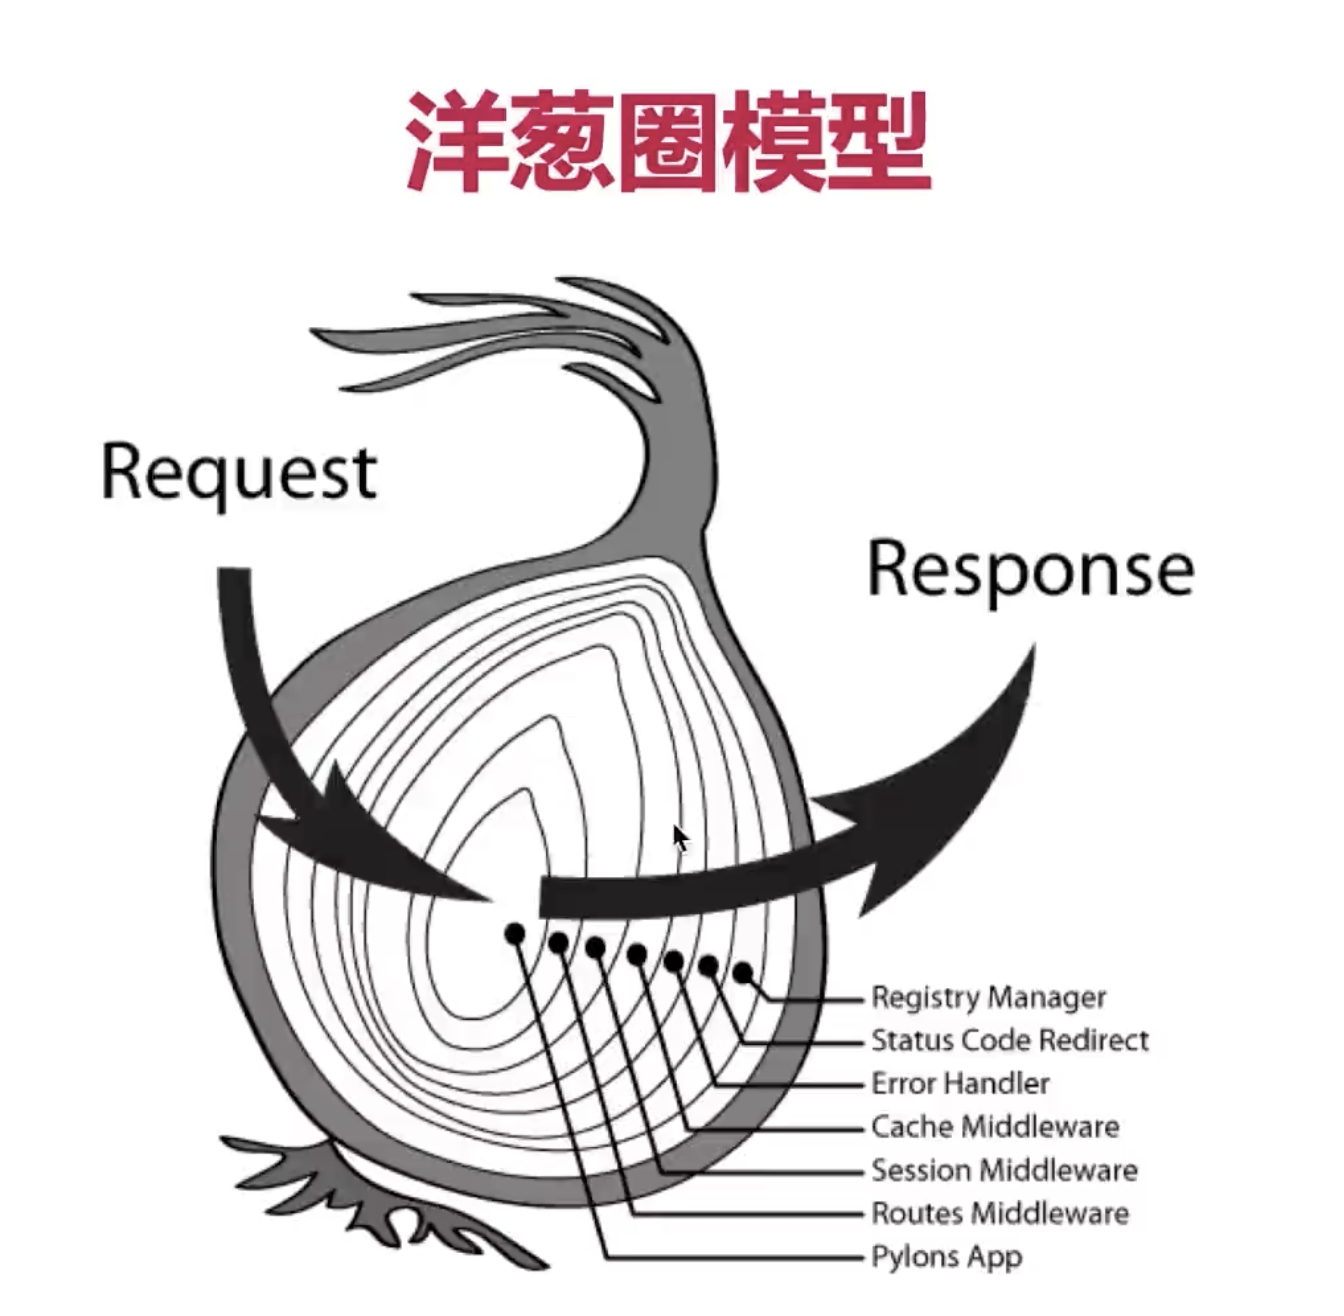 洋葱圈模型
Request
Response
Registry Manager
Status Code Redirect
Error Handler
Cache Middleware
Session Middleware
Routes Middleware
Pylons App